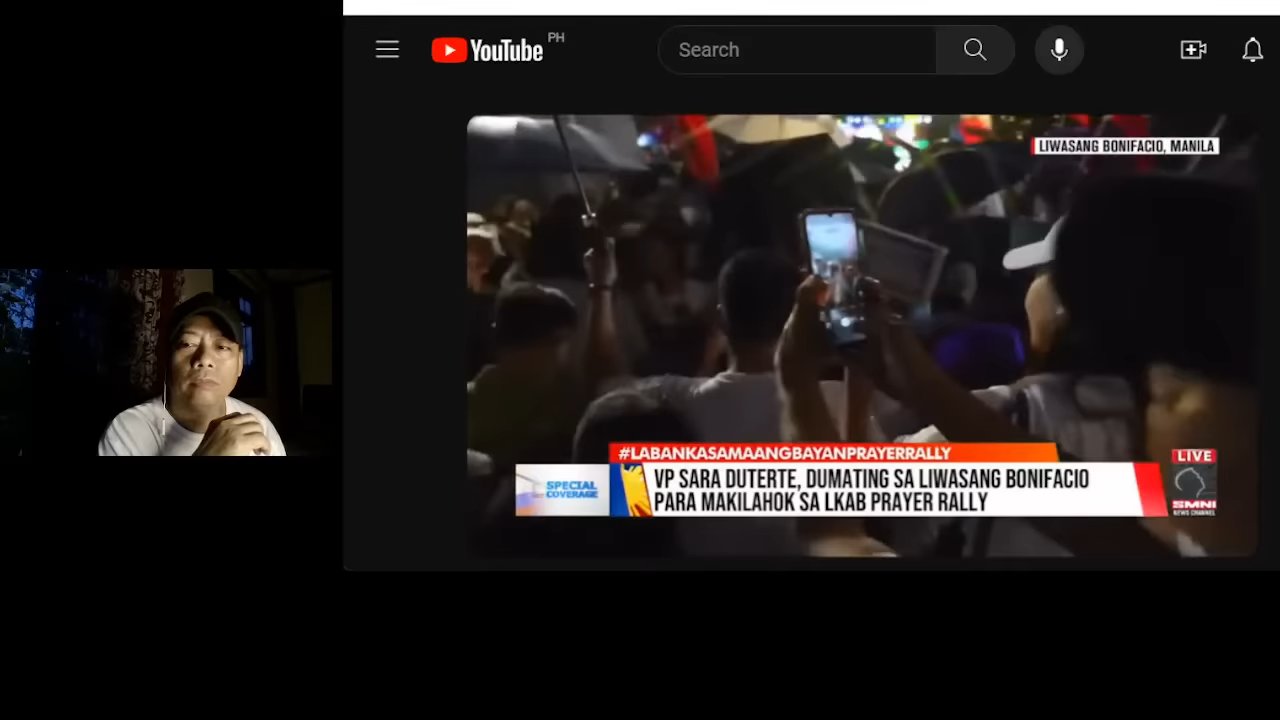 YouTube PH
Search
LIWASANG BONIFACIO, MANILA
#LABANKASAMAANGBAYANPRAYERRALLY
SPECIAL
COVERAGE
VP SARA DUTERTE, DUMATING SA LIWASANG BONIFACIO
PARA MAKILAHOK SA LKAB PRAYER RALLY
LIVE
SMNI
NEWS CHANNEL